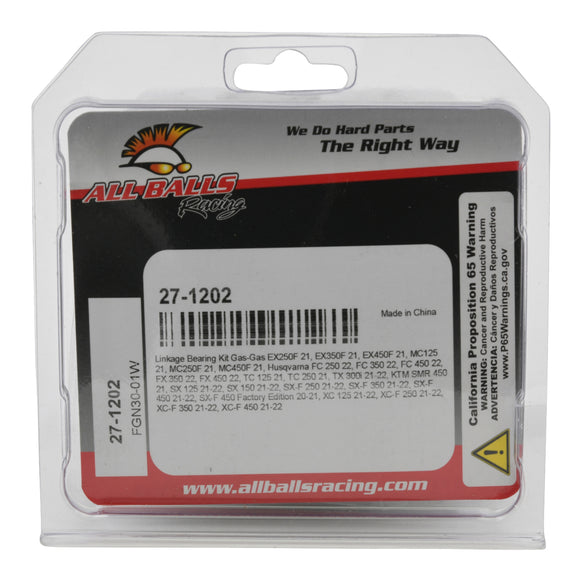 We Do Hard Parts
The Right Way
ALL BALLS
Racing
27-1202
Made in China
Linkage Bearing Kit Gas-Gas EX250F 21, EX350F 21, EX450F 21, MC125
21, MC250F 21, MC450F 21, Husqvarna FC 250 22, FC 350 22, FC 450 22,
FX 350 22, FX 450 22, TC 125 21, TC 250 21, TX 300i 21-22, KTM SMR 450
21, SX 125 21-22, SX 150 21-22, SX-F 250 21-22, SX-F 350 21-22, SX-F
450 21-22, SX-F 450 Factory Edition 20-21, XC 125 21-22, XC-F 250 21-22,
XC-F 350 21-22, XC-F 450 21-22
27-1202
FGN30-01W
California Proposition 65 Warning
WARNING: Cancer and Reproductive Harm
ADVERTENCIA: Cáncer y Daños Reproductivos
www.P65Warnings.ca.gov
www.allballsracing.com